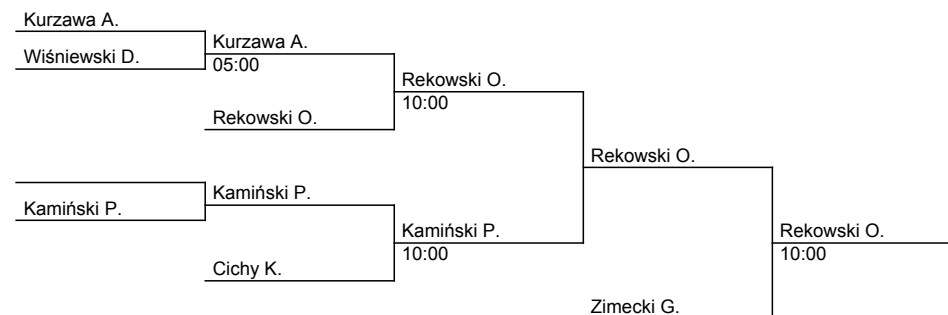 Kurzawa A.
Kurzawa A.
Wiśniewski D.
05:00
Rekowski O.
10:00
Rekowski O.
Rekowski O.
Kamiński P.
Kamiński P.
Kamiński P.
10:00
Rekowski O.
10:00
Cichy K.
Zimecki G.